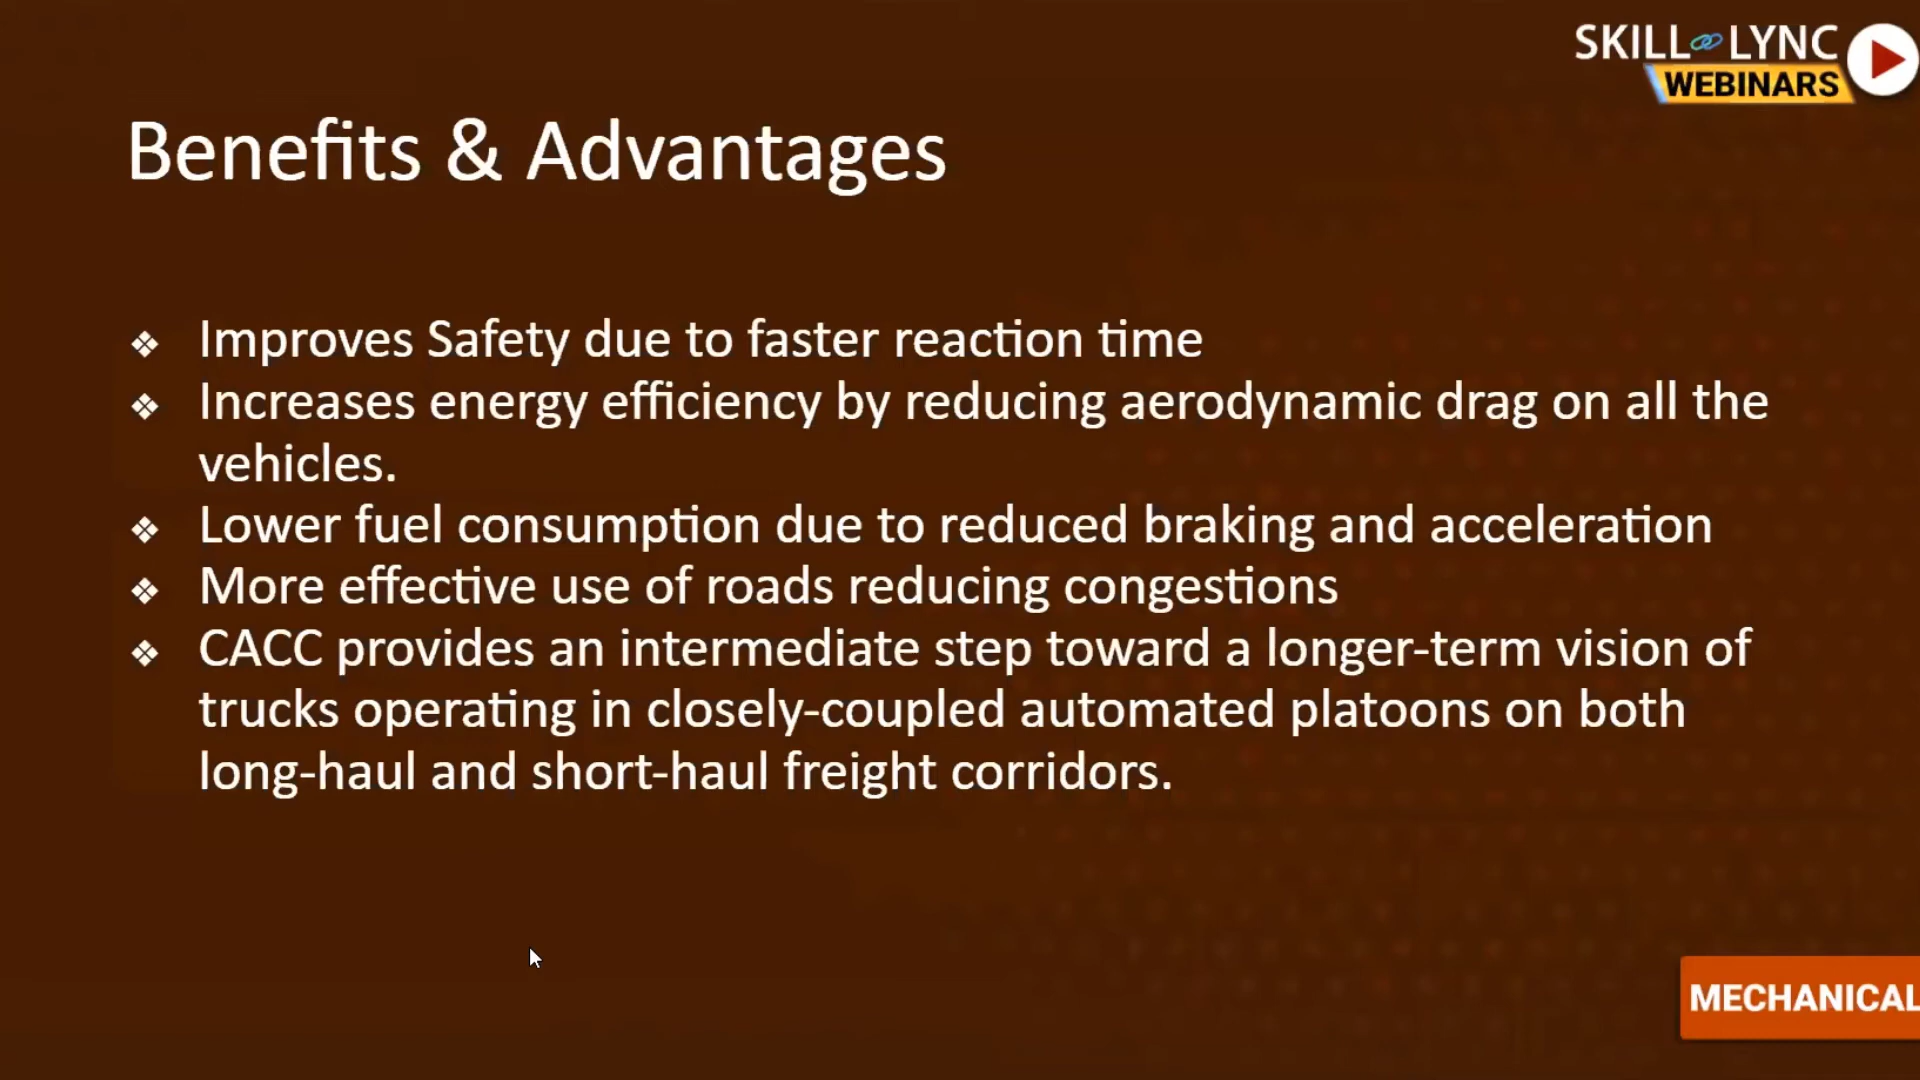 SKILL LYNC
WEBINARS
Benefits & Advantages
❖ Improves Safety due to faster reaction time
❖ Increases energy efficiency by reducing aerodynamic drag on all the
vehicles.
❖ Lower fuel consumption due to reduced braking and acceleration
❖ More effective use of roads reducing congestions
❖ CACC provides an intermediate step toward a longer-term vision of
trucks operating in closely-coupled automated platoons on both
long-haul and short-haul freight corridors.
MECHANICAL